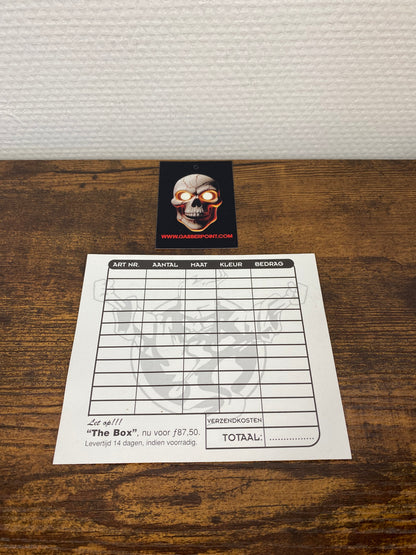 WWW.GABBERPOINT.COM
ART NR. AANTAL MAAT KLEUR BEDRAG
VERZENDKOSTEN
TOTAAL: ................
Let op!!!
"The Box", nu voor ƒ87,50.
Levertijd 14 dagen, indien voorradig.